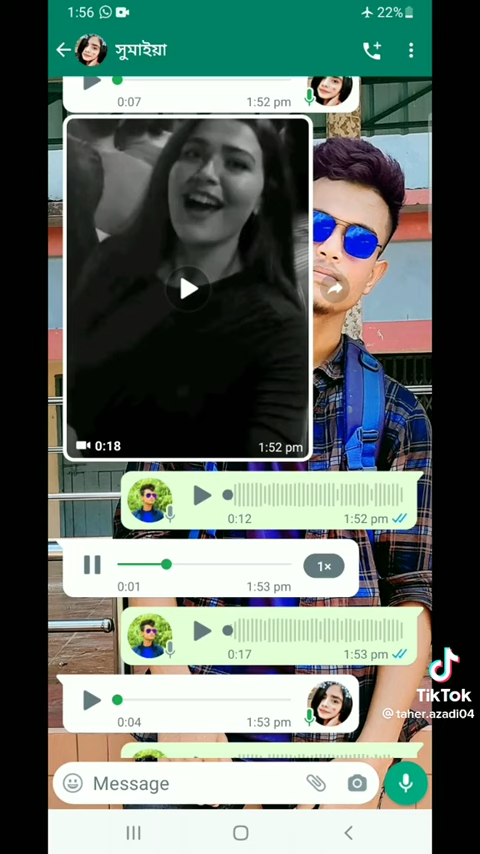 1:56 22%
সুমাইয়া
0:07 1:52 pm
0:18 1:52 pm
0:12 1:52 pm
1×
0:01 1:53 pm
0:17 1:53 pm
0:04 1:53 pm
TikTok
@taher.azadi04
Message